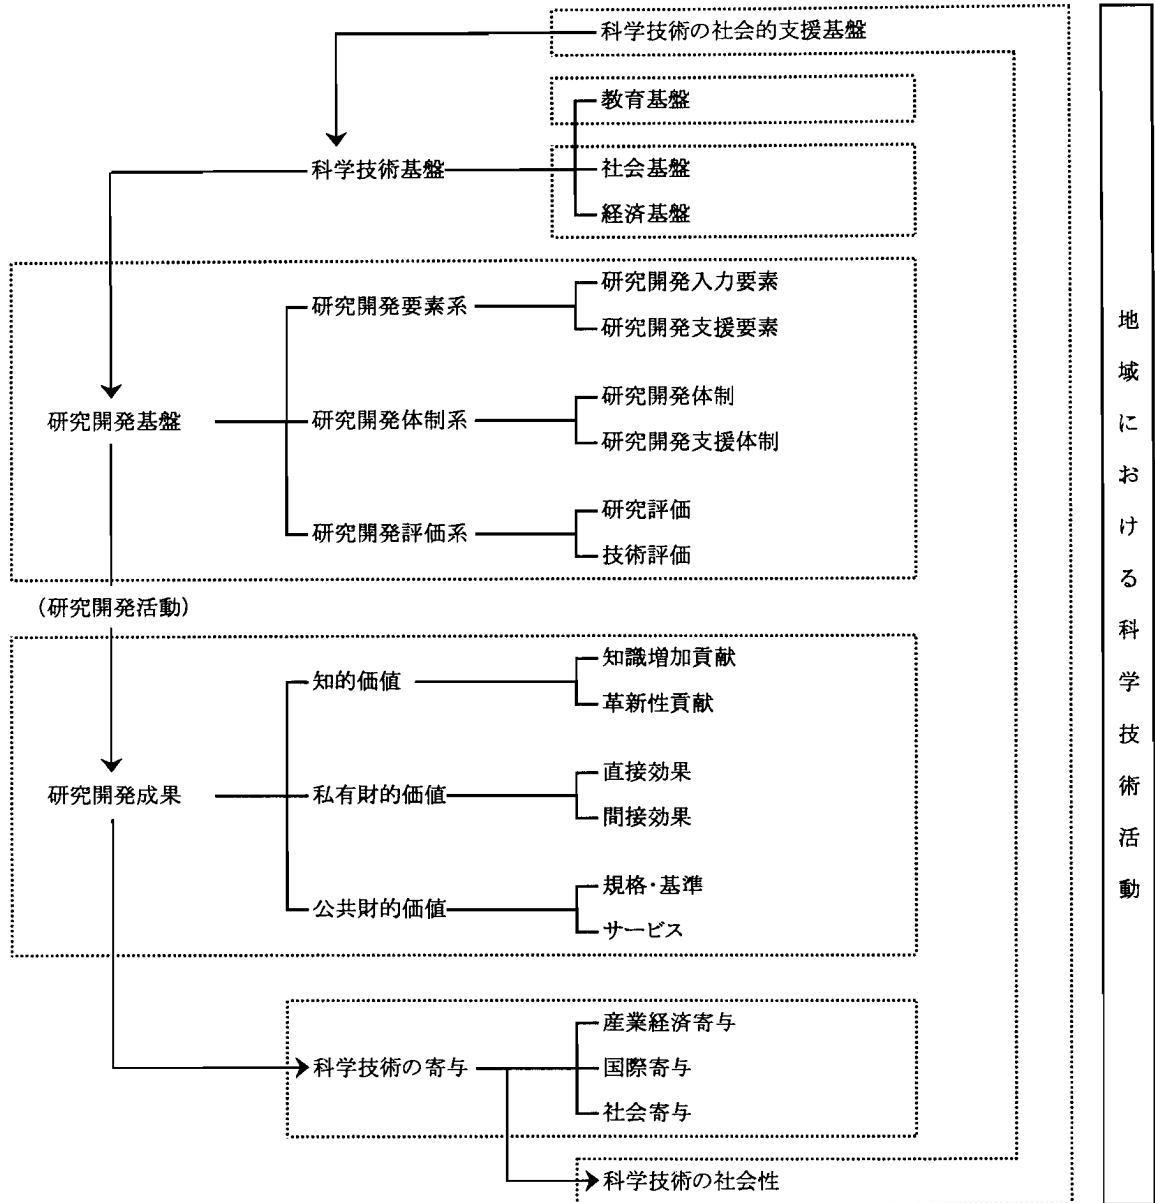 科学技術の社会的支援基盤
教育基盤
科学技術基盤
社会基盤
経済基盤
研究開発入力要素
研究開発要素系
研究開発支援要素
研究開発体制
研究開発基盤
研究開発体制系
研究開発支援体制
研究評価
研究開発評価系
技術評価
(研究開発活動)
知識増加貢献
知的価値
革新性貢献
直接効果
研究開発成果
私有財的価値
間接効果
規格・基準
公共財的価値
サービス
産業経済寄与
科学技術の寄与
国際寄与
社会寄与
科学技術の社会性
地域における科学技術活動